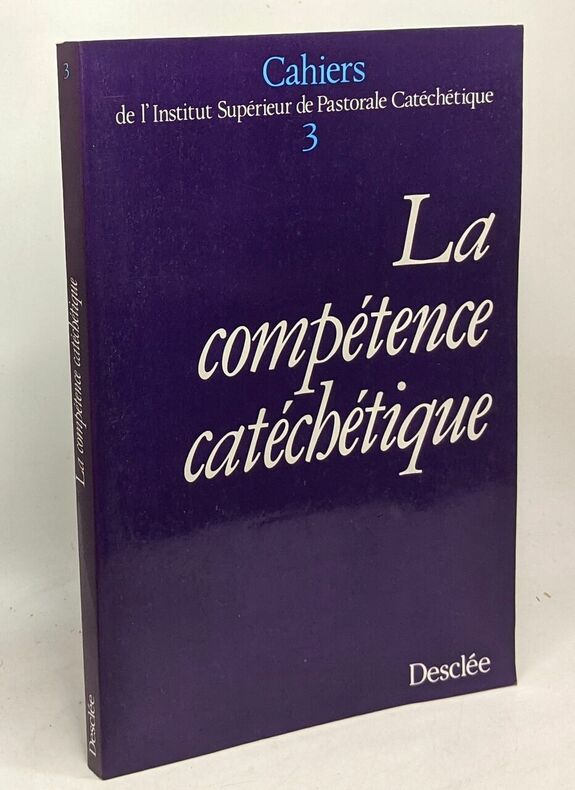 Cahiers
de l'Institut Supérieur de Pastorale Catéchétique
3
La
compétence
catéchétique
Desclée
3
La compétence catéchétique
Desclée